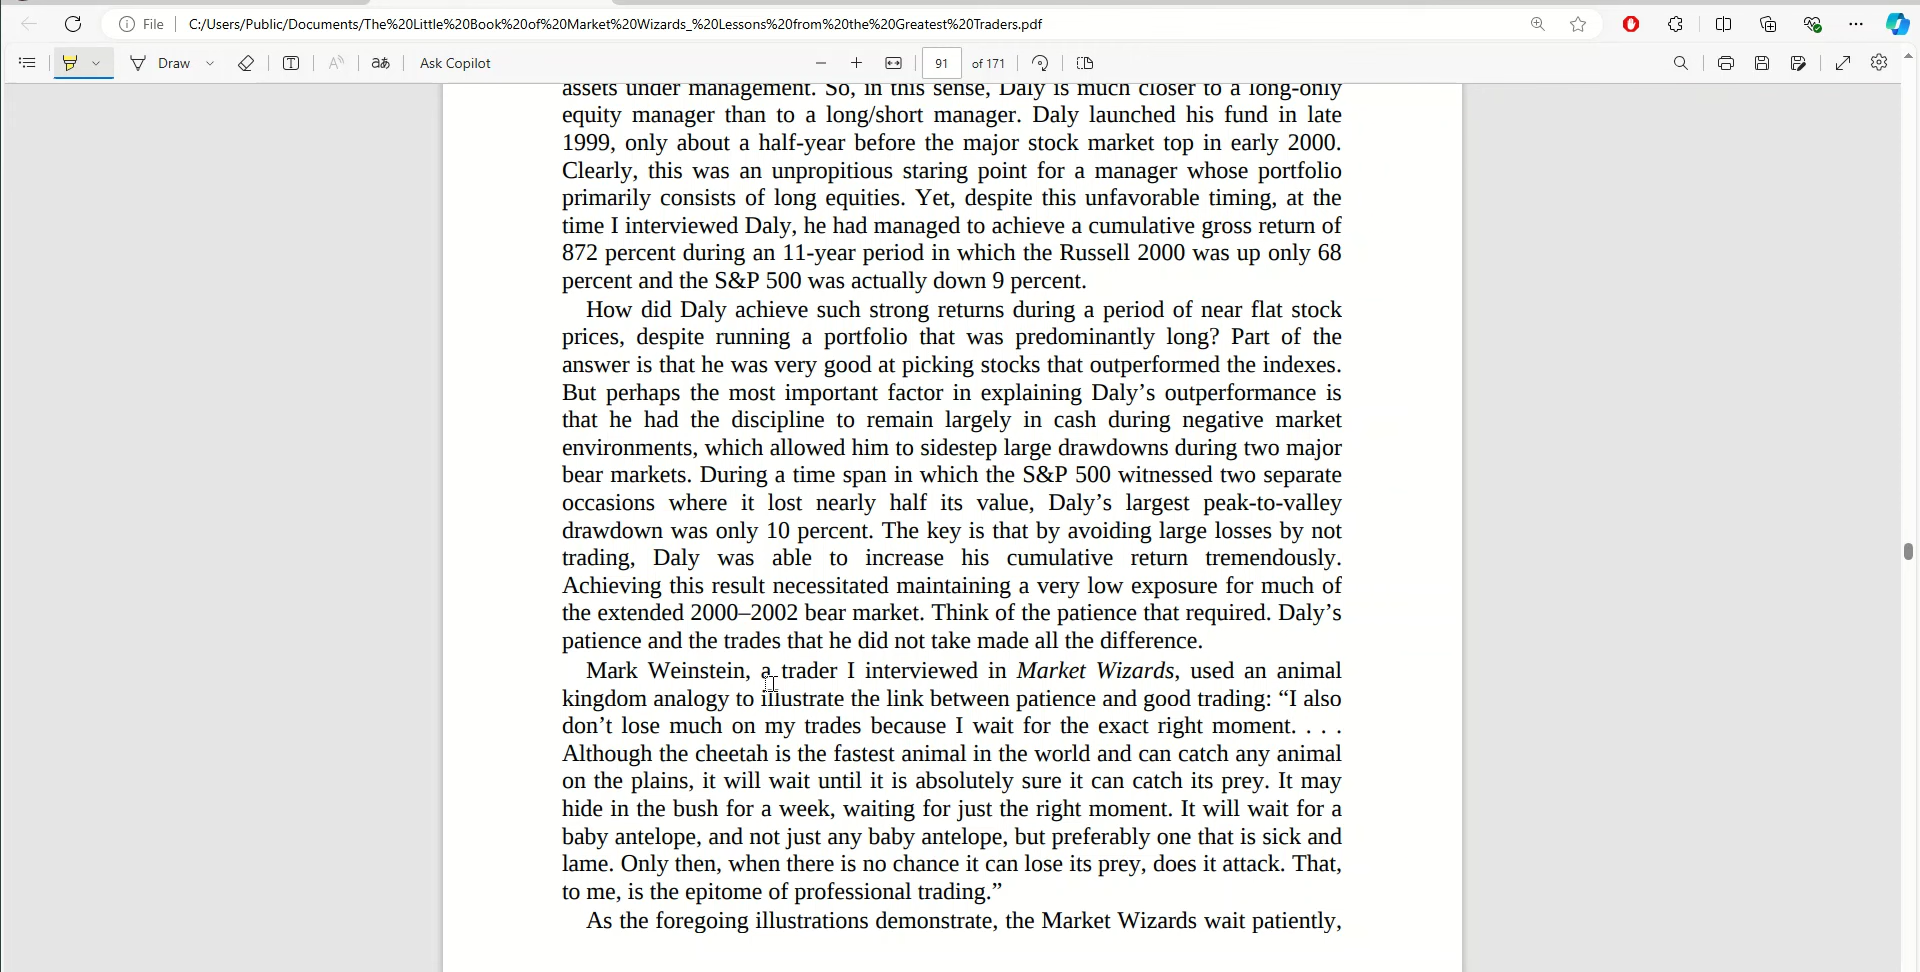 File
C:/Users/Public/Documents/The%20Little%20Book%20of%20Market%20Wizards_%20Lessons%20from%20the%20Greatest%20Traders.pdf
Draw
Ask Copilot
91 of 171
assets under management. So, in this sense, Daly is much closer to a long-only
equity manager than to a long/short manager. Daly launched his fund in late
1999, only about a half-year before the major stock market top in early 2000.
Clearly, this was an unpropitious staring point for a manager whose portfolio
primarily consists of long equities. Yet, despite this unfavorable timing, at the
time I interviewed Daly, he had managed to achieve a cumulative gross return of
872 percent during an 11-year period in which the Russell 2000 was up only 68
percent and the S&P 500 was actually down 9 percent.
How did Daly achieve such strong returns during a period of near flat stock
prices, despite running a portfolio that was predominantly long? Part of the
answer is that he was very good at picking stocks that outperformed the indexes.
But perhaps the most important factor in explaining Daly’s outperformance is
that he had the discipline to remain largely in cash during negative market
environments, which allowed him to sidestep large drawdowns during two major
bear markets. During a time span in which the S&P 500 witnessed two separate
occasions where it lost nearly half its value, Daly’s largest peak-to-valley
drawdown was only 10 percent. The key is that by avoiding large losses by not
trading, Daly was able to increase his cumulative return tremendously.
Achieving this result necessitated maintaining a very low exposure for much of
the extended 2000–2002 bear market. Think of the patience that required. Daly’s
patience and the trades that he did not take made all the difference.
Mark Weinstein, a trader I interviewed in Market Wizards, used an animal
kingdom analogy to illustrate the link between patience and good trading: “I also
don’t lose much on my trades because I wait for the exact right moment. . . .
Although the cheetah is the fastest animal in the world and can catch any animal
on the plains, it will wait until it is absolutely sure it can catch its prey. It may
hide in the bush for a week, waiting for just the right moment. It will wait for a
baby antelope, and not just any baby antelope, but preferably one that is sick and
lame. Only then, when there is no chance it can lose its prey, does it attack. That,
to me, is the epitome of professional trading.”
As the foregoing illustrations demonstrate, the Market Wizards wait patiently,